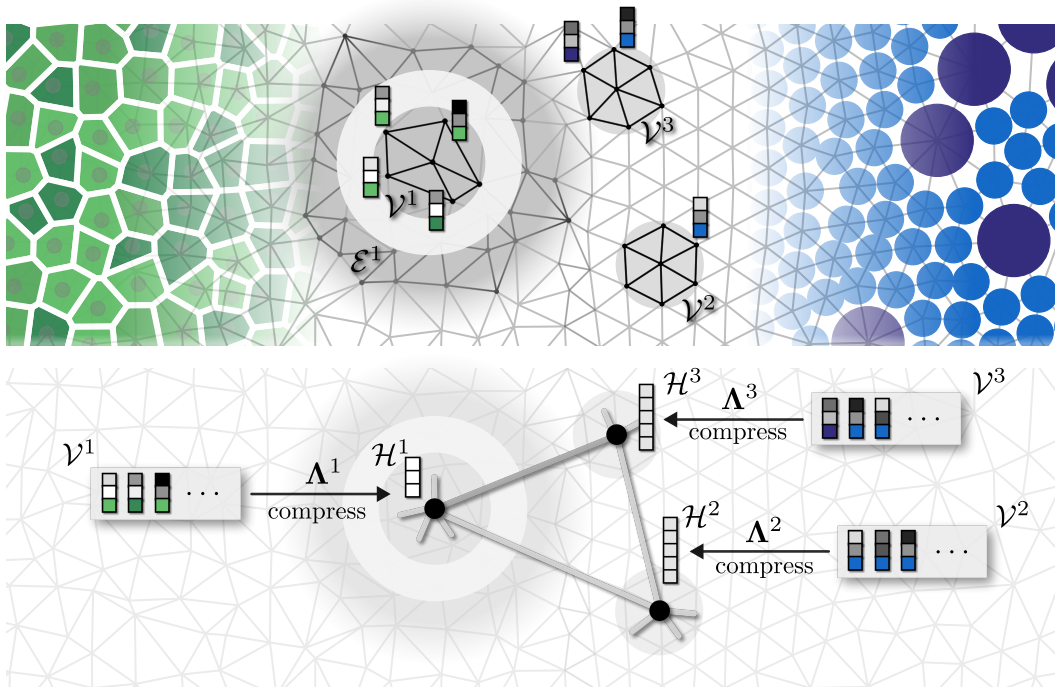 𝒱³
𝒱¹
ℰ¹
𝒱²
ℋ³
𝒱³
Λ³
compress
···
𝒱¹
ℋ¹
Λ¹
compress
···
ℋ²
𝒱²
Λ²
compress
···